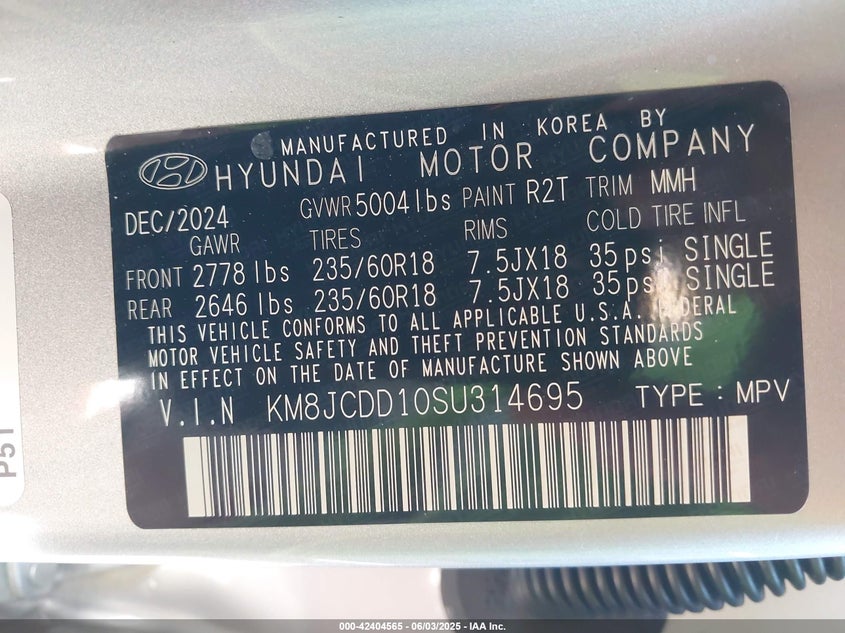 MANUFACTURED IN KOREA BY
HYUNDAI MOTOR COMPANY
DEC/2024 GVWR 5004 lbs PAINT R2T TRIM MMH
GAWR TIRES RIMS COLD TIRE INFL
FRONT 2778 lbs 235/60R18 7.5JX18 35 psi SINGLE
REAR 2646 lbs 235/60R18 7.5JX18 35 psi SINGLE
THIS VEHICLE CONFORMS TO ALL APPLICABLE U.S.A. FEDERAL
MOTOR VEHICLE SAFETY AND THEFT PREVENTION STANDARDS
IN EFFECT ON THE DATE OF MANUFACTURE SHOWN ABOVE
V.I.N KM8JCDD10SU314695 TYPE : MPV
P51
000-42404565 - 06/03/2025 - IAA Inc.